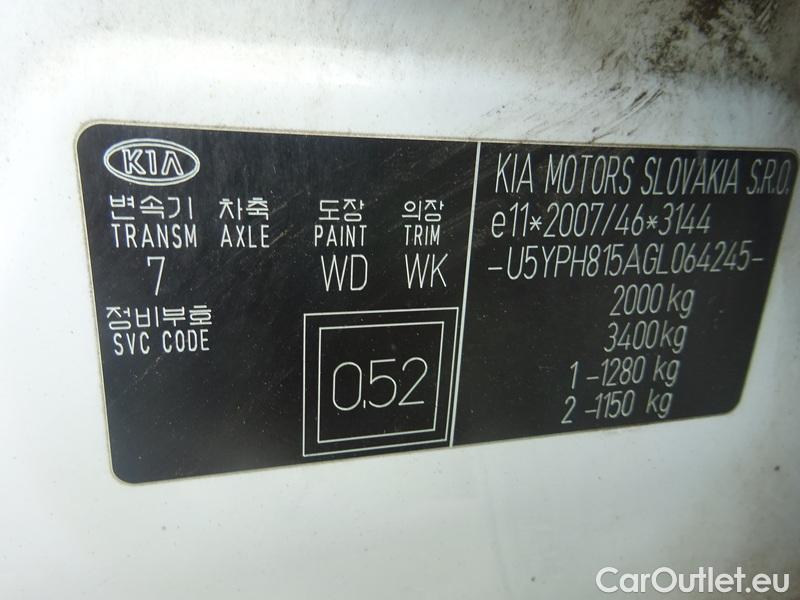 KIA
변속기 차축 도장 의장
TRANSM AXLE PAINT TRIM
7 WD WK
정비부호
SVC CODE
0.52
KIA MOTORS SLOVAKIA S.R.O.
e11*2007/46*3144
-U5YPH815AGL064245-
2000 kg
3400 kg
1 -1280 kg
2 -1150 kg
CarOutlet.eu